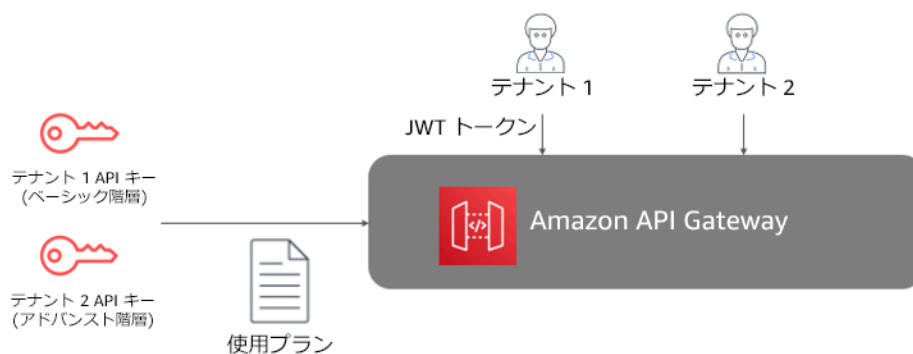 テナント 1
テナント 2
JWT トークン
テナント 1 API キー
(ベーシック階層)
Amazon API Gateway
テナント 2 API キー
(アドバンスト階層)
使用プラン